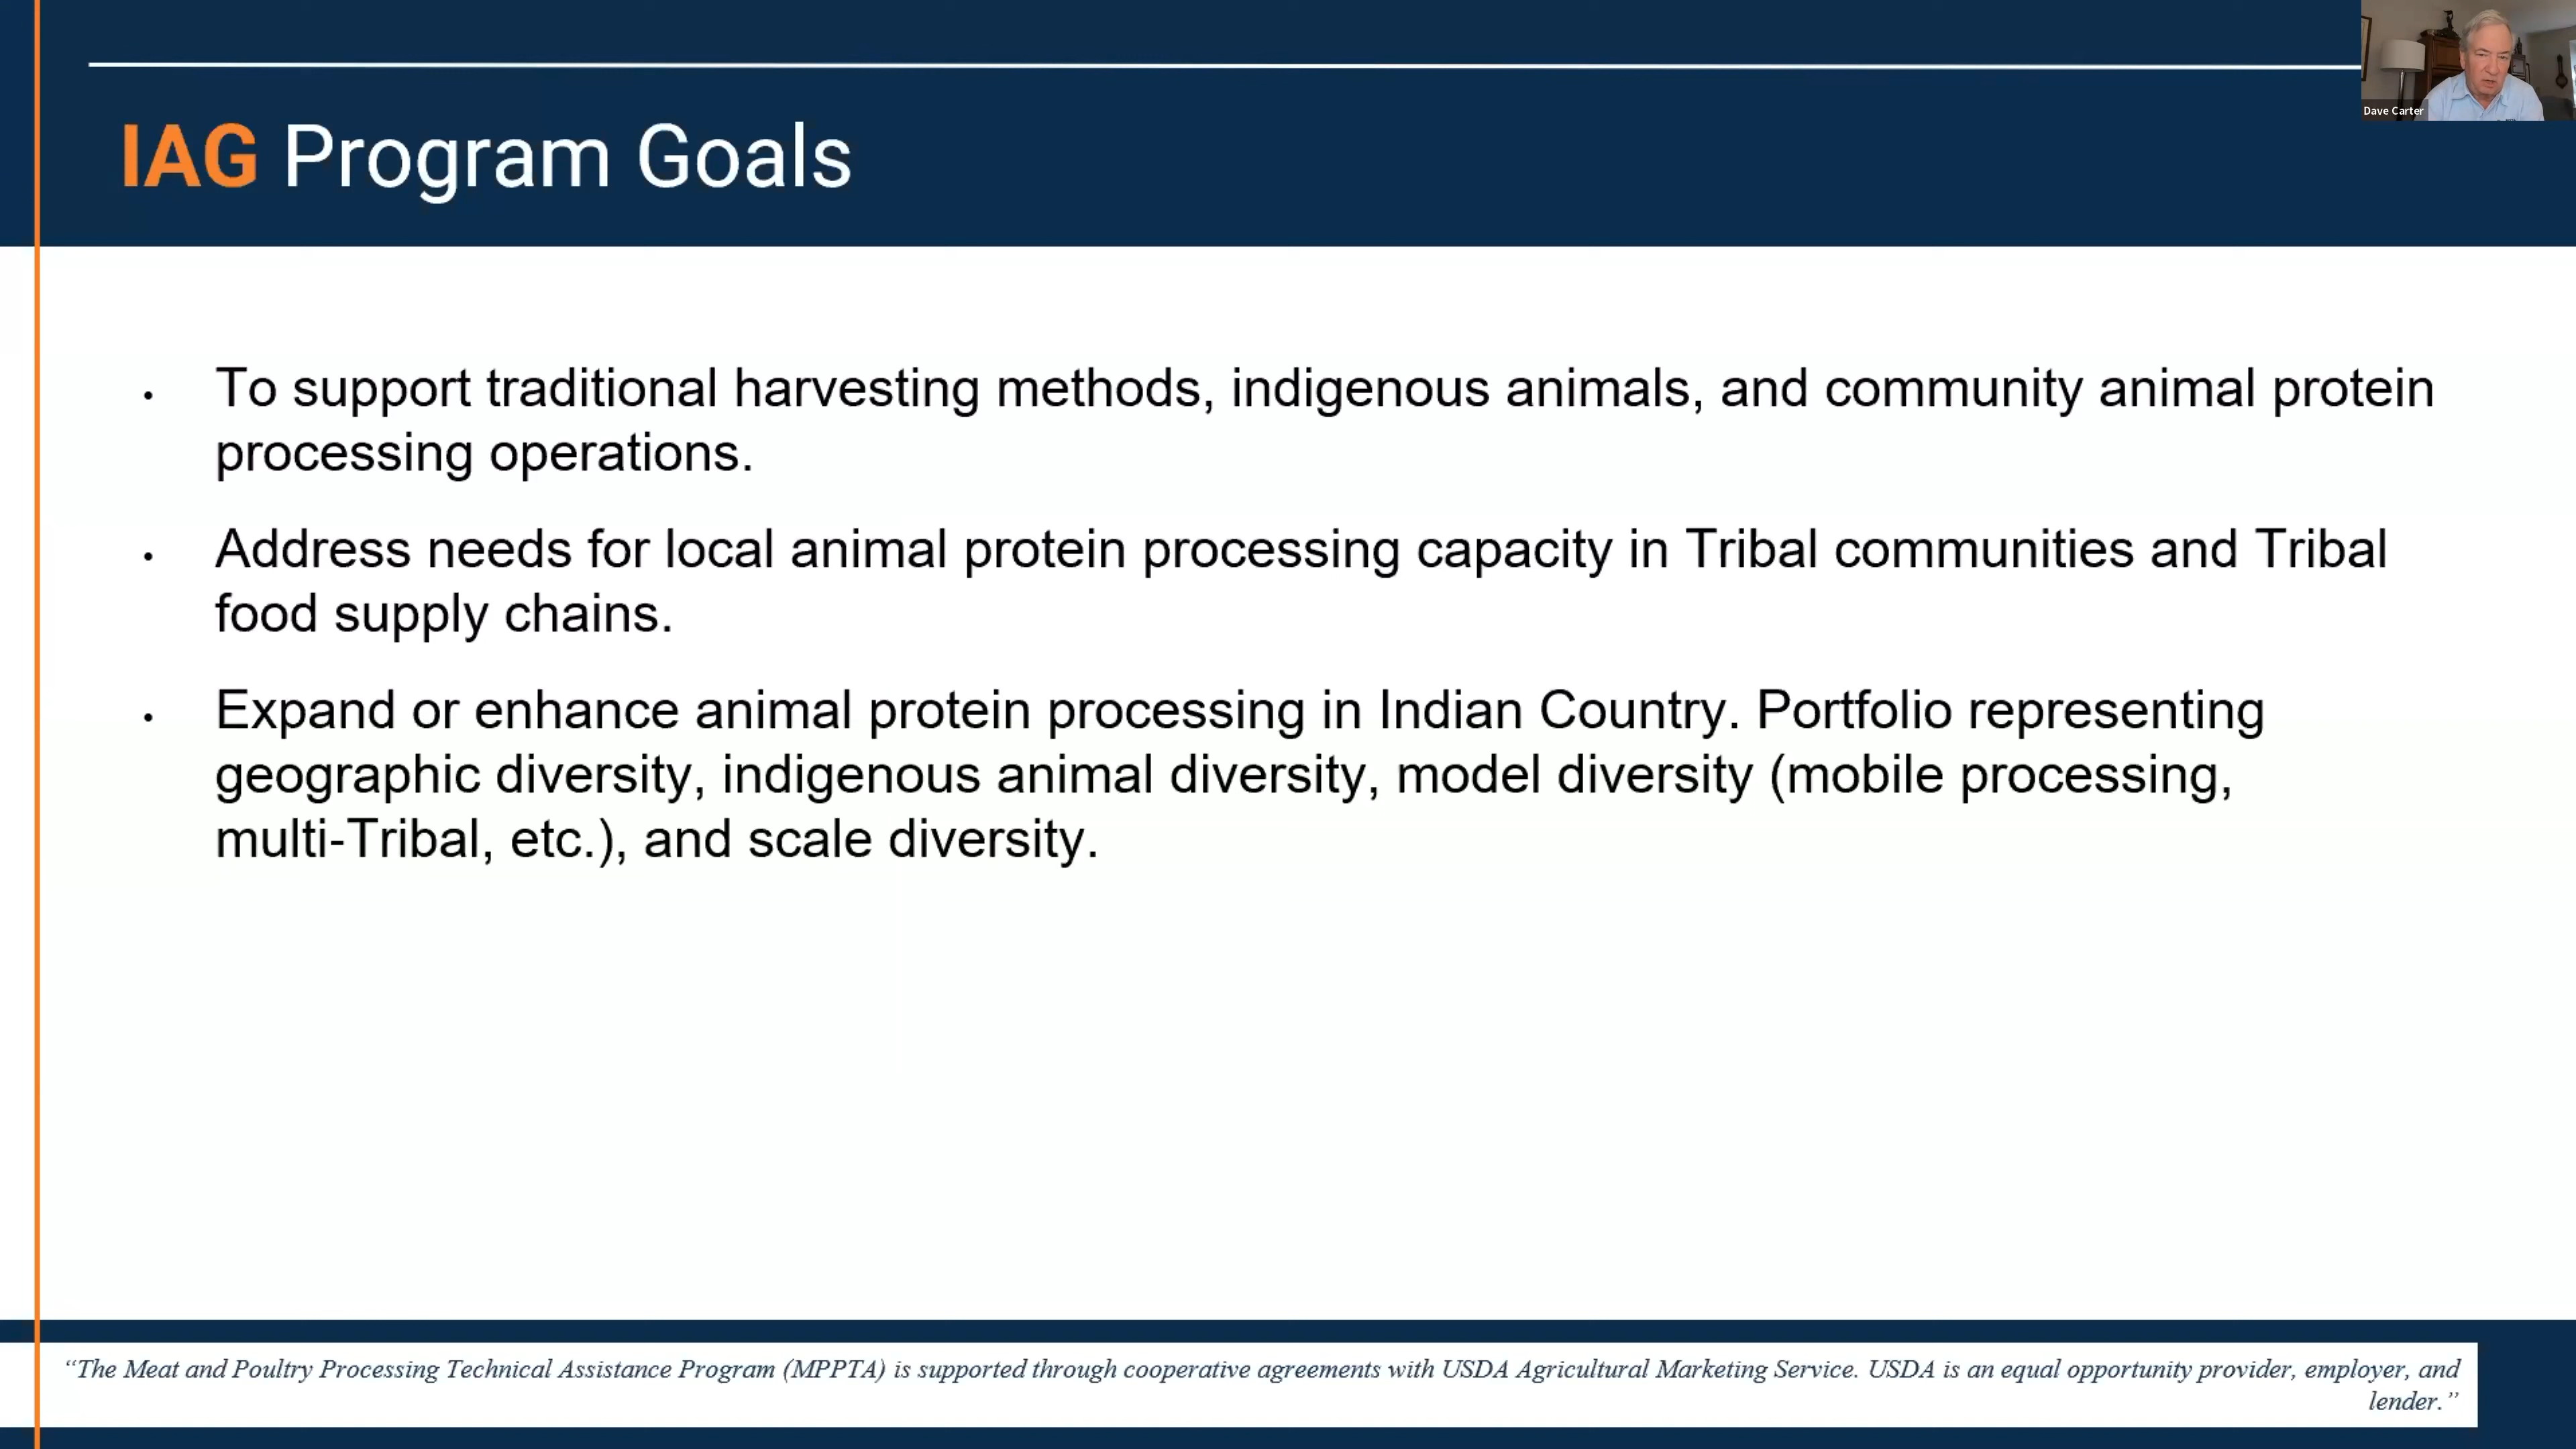 Dave Carter
IAG Program Goals
• To support traditional harvesting methods, indigenous animals, and community animal protein
processing operations.
• Address needs for local animal protein processing capacity in Tribal communities and Tribal
food supply chains.
• Expand or enhance animal protein processing in Indian Country. Portfolio representing
geographic diversity, indigenous animal diversity, model diversity (mobile processing,
multi-Tribal, etc.), and scale diversity.
“The Meat and Poultry Processing Technical Assistance Program (MPPTA) is supported through cooperative agreements with USDA Agricultural Marketing Service. USDA is an equal opportunity provider, employer, and
lender.”